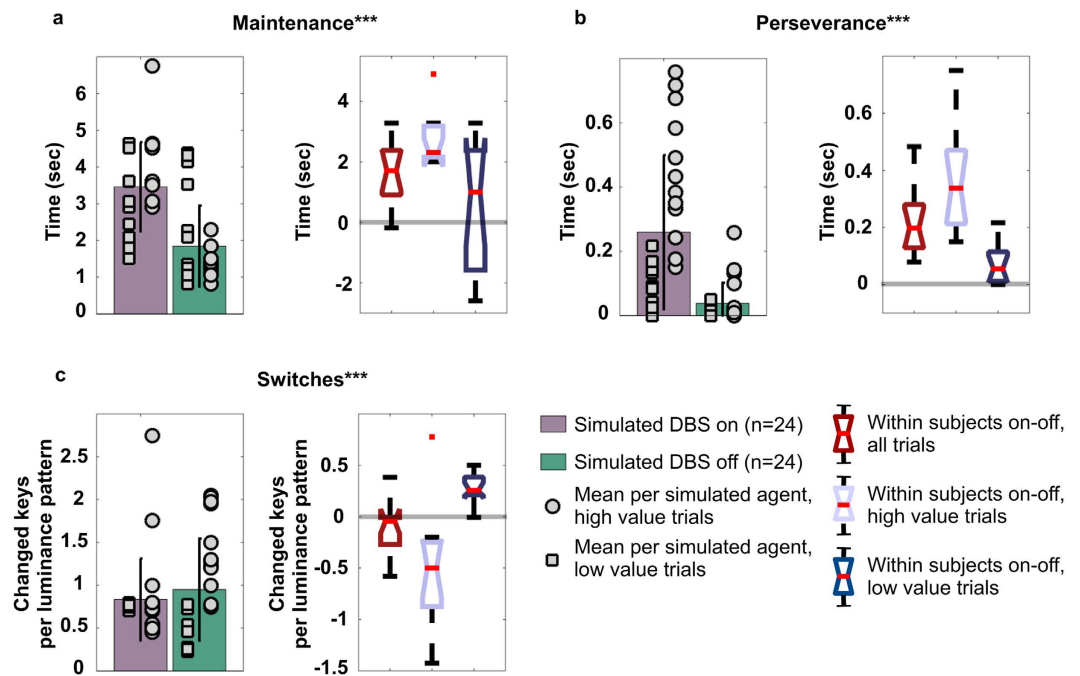 a
Maintenance***
Time (sec)
6
5
4
3
2
1
0
Time (sec)
4
2
0
-2
b
Perseverance***
Time (sec)
0.6
0.4
0.2
0
Time (sec)
0.6
0.4
0.2
0
c
Switches***
Changed keys
per luminance pattern
2.5
2
1.5
1
0.5
0
Changed keys
per luminance pattern
0.5
0
-0.5
-1
-1.5
Simulated DBS on (n=24)
Simulated DBS off (n=24)
Mean per simulated agent,
high value trials
Mean per simulated agent,
low value trials
Within subjects on-off,
all trials
Within subjects on-off,
high value trials
Within subjects on-off,
low value trials